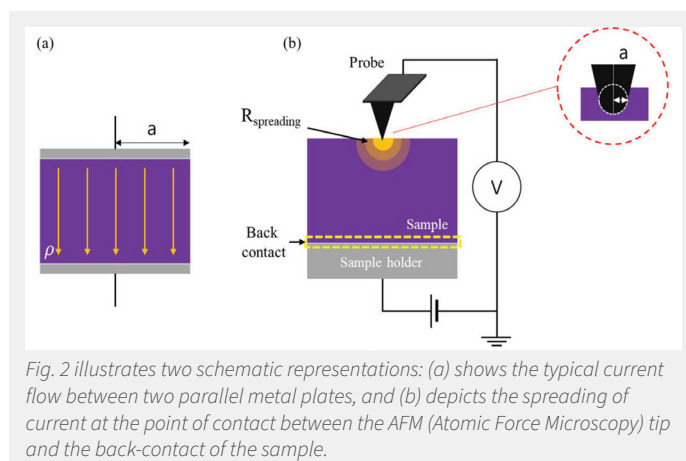 (a)
(b)
Probe
a
a
Rspreading
V
Sample
Back
contact
ρ
Sample holder
Fig. 2 illustrates two schematic representations: (a) shows the typical current
flow between two parallel metal plates, and (b) depicts the spreading of
current at the point of contact between the AFM (Atomic Force Microscopy) tip
and the back-contact of the sample.